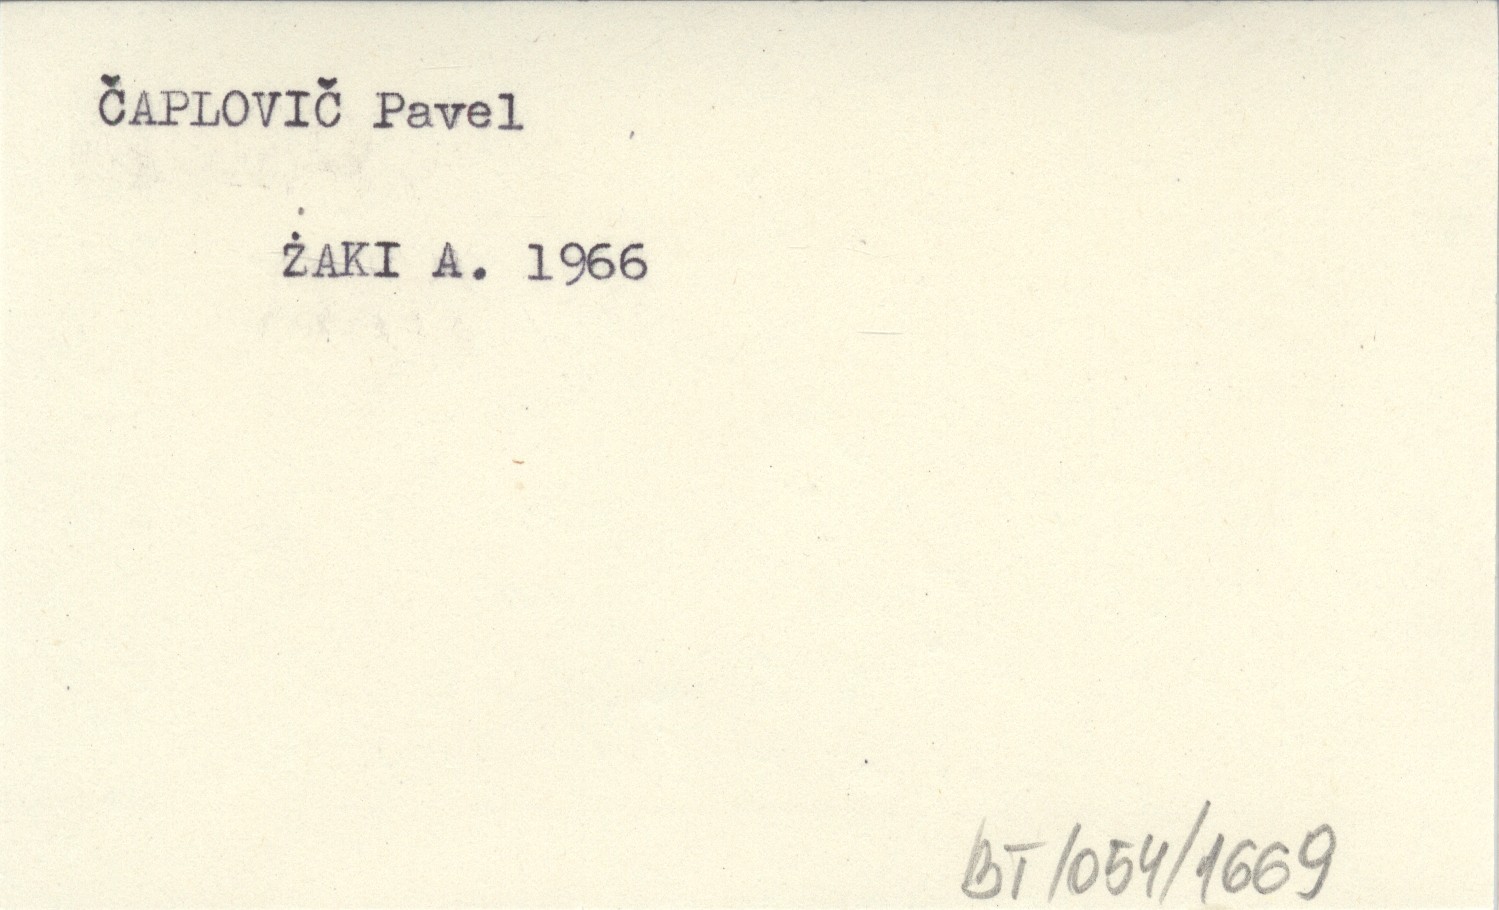 ČAPLOVIČ Pavel
ŻAKI A. 1966
BT/054/1669